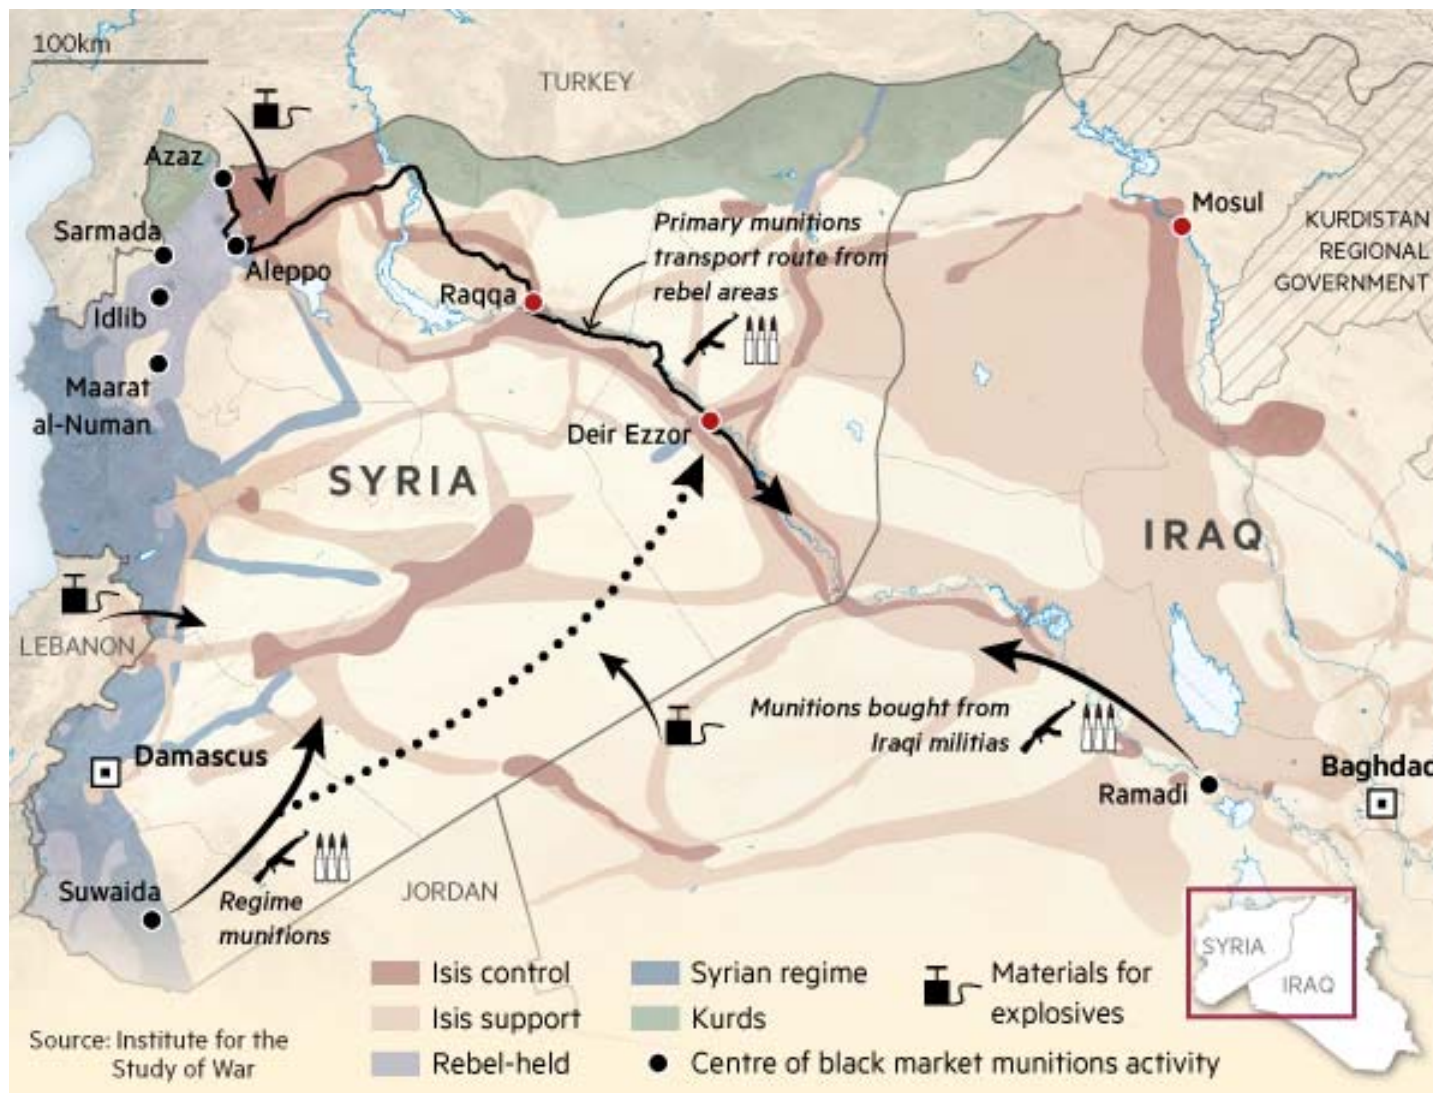 100km
TURKEY
Azaz
Mosul
Sarmada
Primary munitions
transport route from
rebel areas
KURDISTAN
REGIONAL
GOVERNMENT
Aleppo
Raqqa
Idlib
Maarat
al-Numan
Deir Ezzor
SYRIA
IRAQ
LEBANON
Munitions bought from
Iraqi militias
Damascus
Baghdad
Ramadi
Suwaida
Regime
munitions
JORDAN
SYRIA
IRAQ
Isis control
Isis support
Rebel-held
Syrian regime
Kurds
Centre of black market munitions activity
Materials for
explosives
Source: Institute for the
Study of War